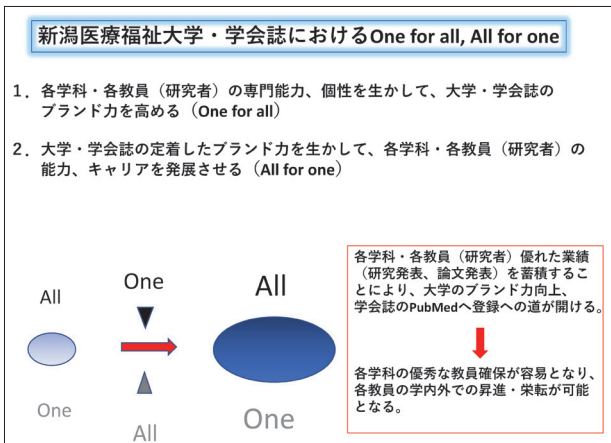 新潟医療福祉大学・学会誌におけるOne for all, All for one
1．各学科・各教員（研究者）の専門能力、個性を生かして、大学・学会誌の
ブランド力を高める（One for all）
2．大学・学会誌の定着したブランド力を生かして、各学科・各教員（研究者）の
能力、キャリアを発展させる（All for one）
All
One
One
All
All
One
各学科・各教員（研究者）優れた業績
（研究発表、論文発表）を蓄積するこ
とにより、大学のブランド力向上、
学会誌のPubMedへ登録への道が開ける。
各学科の優秀な教員確保が容易となり、
各教員の学内外での昇進・栄転が可能
となる。